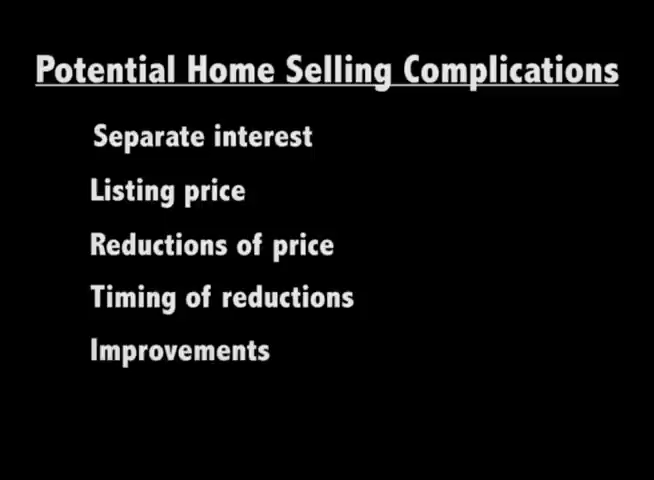 Potential Home Selling Complications
Separate interest
Listing price
Reductions of price
Timing of reductions
Improvements